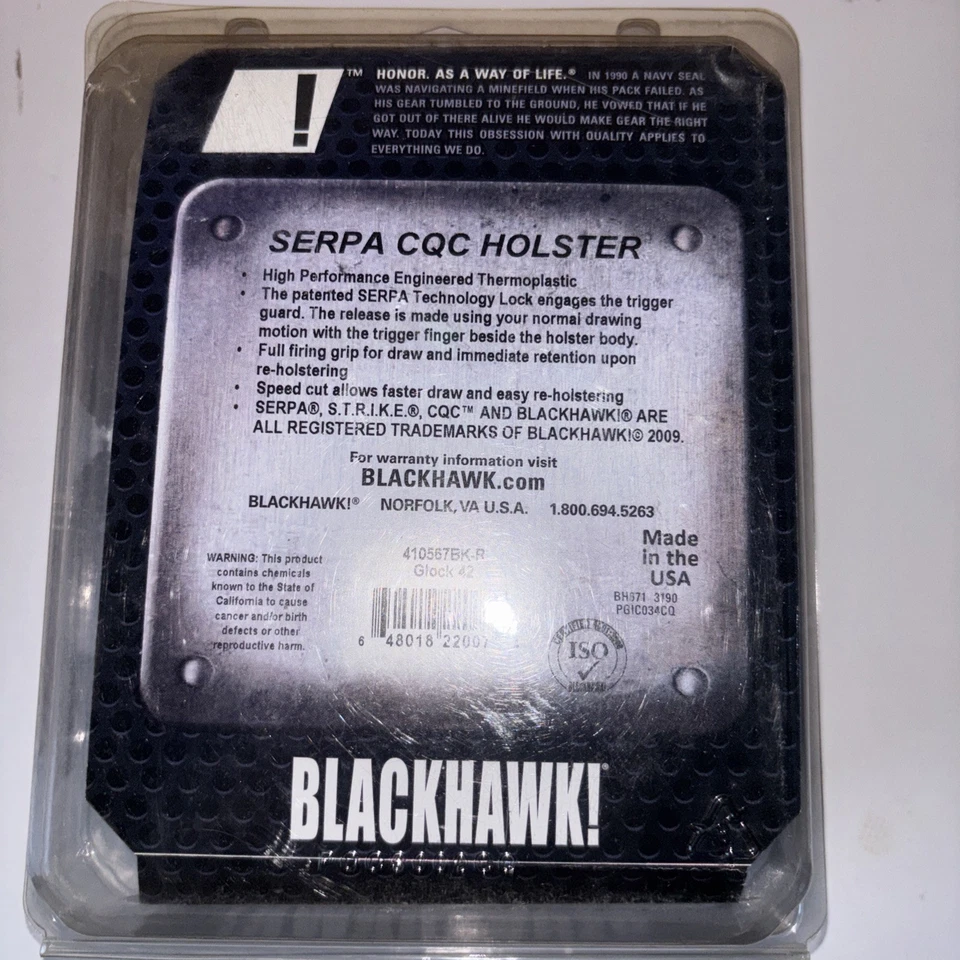 ! ™
HONOR. AS A WAY OF LIFE.® IN 1990 A NAVY SEAL
WAS NAVIGATING A MINEFIELD WHEN HIS PACK FAILED. AS
HIS GEAR TUMBLED TO THE GROUND, HE VOWED THAT IF HE
GOT OUT OF THERE ALIVE HE WOULD MAKE GEAR THE RIGHT
WAY. TODAY THIS OBSESSION WITH QUALITY APPLIES TO
EVERYTHING WE DO.
SERPA CQC HOLSTER
• High Performance Engineered Thermoplastic
• The patented SERPA Technology Lock engages the trigger
guard. The release is made using your normal drawing
motion with the trigger finger beside the holster body.
• Full firing grip for draw and immediate retention upon
re-holstering
• Speed cut allows faster draw and easy re-holstering
• SERPA®, S.T.R.I.K.E.®, CQC™ AND BLACKHAWK!® ARE
ALL REGISTERED TRADEMARKS OF BLACKHAWK!© 2009.
For warranty information visit
BLACKHAWK.com
BLACKHAWK!® NORFOLK, VA U.S.A. 1.800.694.5263
WARNING: This product
contains chemicals
known to the State of
California to cause
cancer and/or birth
defects or other
reproductive harm.
410567BK-R
Glock 42
6 48018 22007
Made
in the
USA
BH671 3190
PGIC034CQ
ISO
BLACKHAWK!®